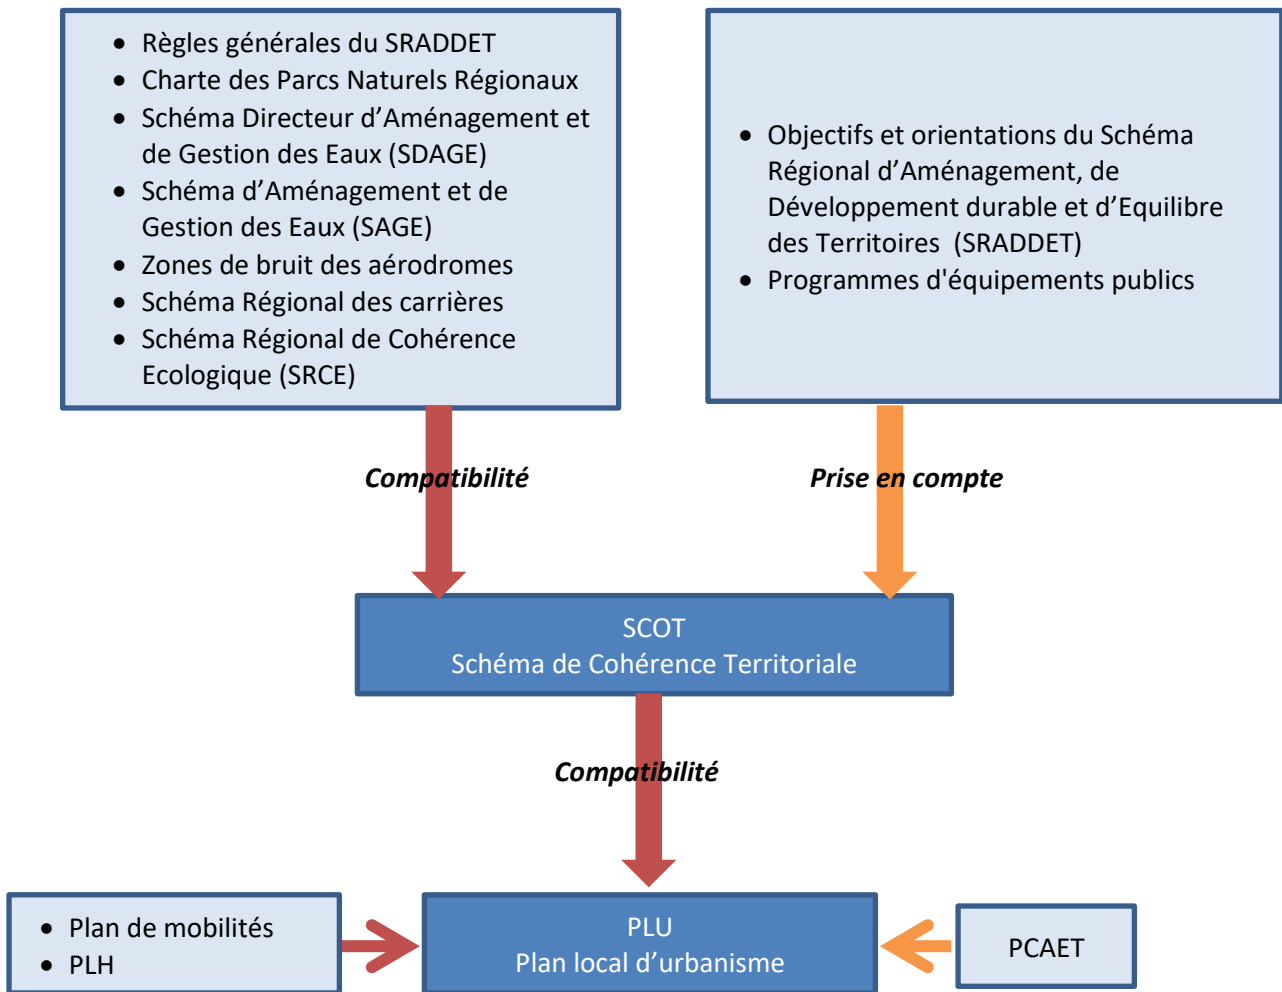 • Règles générales du SRADDET
• Charte des Parcs Naturels Régionaux
• Schéma Directeur d’Aménagement et
de Gestion des Eaux (SDAGE)
• Schéma d’Aménagement et de
Gestion des Eaux (SAGE)
• Zones de bruit des aérodromes
• Schéma Régional des carrières
• Schéma Régional de Cohérence
Ecologique (SRCE)
• Objectifs et orientations du Schéma
Régional d’Aménagement, de
Développement durable et d’Equilibre
des Territoires  (SRADDET)
• Programmes d'équipements publics
Compatibilité
Prise en compte
SCOT
Schéma de Cohérence Territoriale
Compatibilité
• Plan de mobilités
• PLH
PLU
Plan local d’urbanisme
PCAET